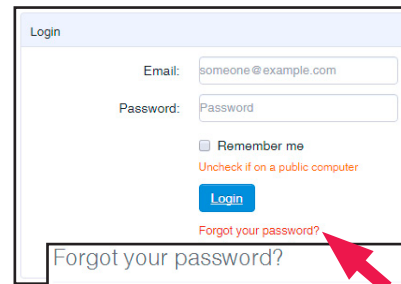 Login
Email: someone@example.com
Password: Password
Remember me
Uncheck if on a public computer
Login
Forgot your password?
Forgot your password?